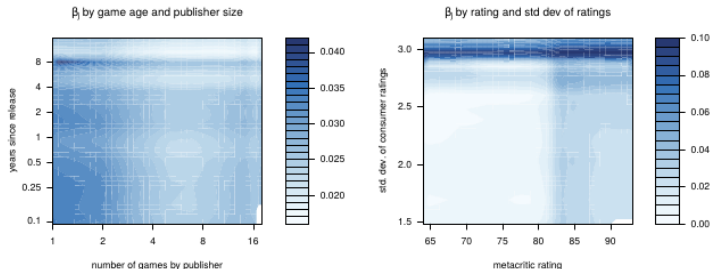 βj by game age and publisher size
years since release
8
4
2
1
0.5
0.25
0.1
1 2 4 8 16
number of games by publisher
0.040
0.035
0.030
0.025
0.020
βj by rating and std dev of ratings
std. dev. of consumer ratings
3.0
2.5
2.0
1.5
65 70 75 80 85 90
metacritic rating
0.10
0.08
0.06
0.04
0.02
0.00